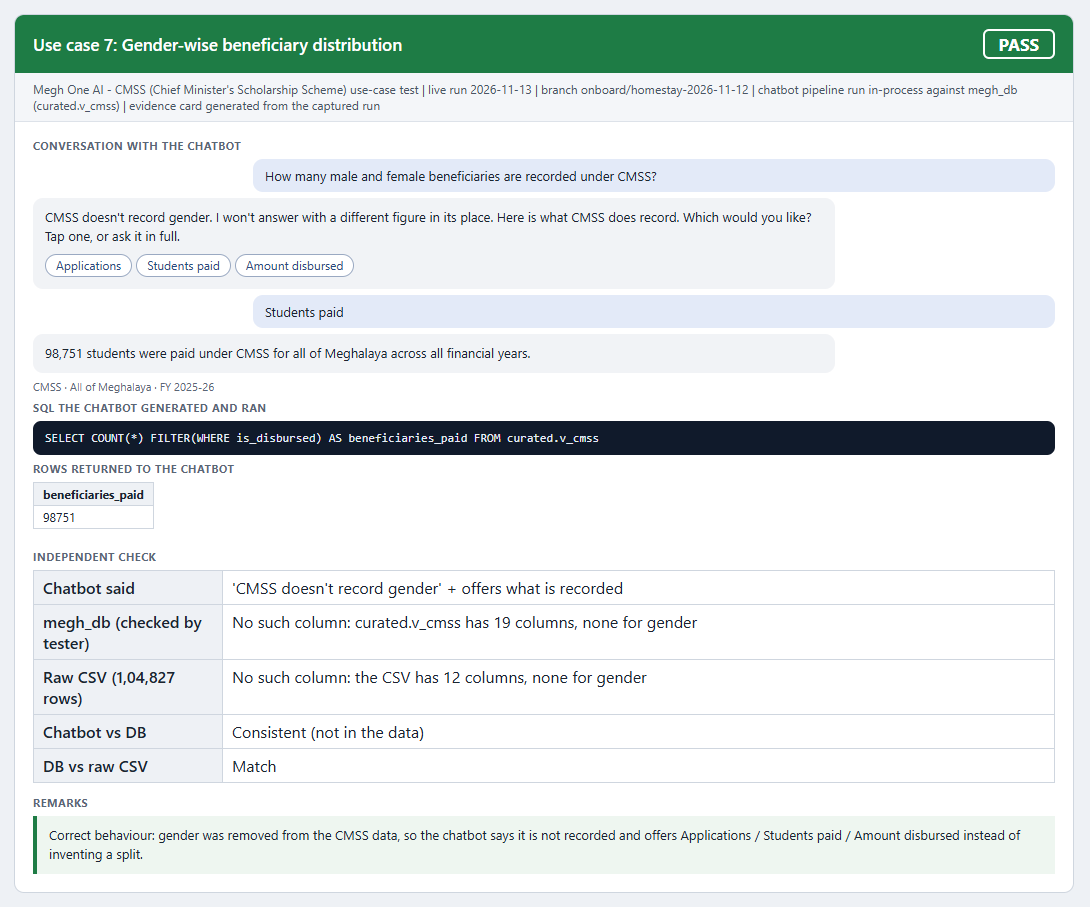 Use case 7: Gender-wise beneficiary distribution
PASS
Megh One AI - CMSS (Chief Minister's Scholarship Scheme) use-case test | live run 2026-11-13 | branch onboard/homestay-2026-11-12 | chatbot pipeline run in-process against megh_db
(curated.v_cmss) | evidence card generated from the captured run
CONVERSATION WITH THE CHATBOT
How many male and female beneficiaries are recorded under CMSS?
CMSS doesn't record gender. I won't answer with a different figure in its place. Here is what CMSS does record. Which would you like?
Tap one, or ask it in full.
Applications Students paid Amount disbursed
Students paid
98,751 students were paid under CMSS for all of Meghalaya across all financial years.
CMSS · All of Meghalaya · FY 2025-26
SQL THE CHATBOT GENERATED AND RAN
SELECT COUNT(*) FILTER(WHERE is_disbursed) AS beneficiaries_paid FROM curated.v_cmss
ROWS RETURNED TO THE CHATBOT
beneficiaries_paid
98751
INDEPENDENT CHECK
Chatbot said 'CMSS doesn't record gender' + offers what is recorded
megh_db (checked by No such column: curated.v_cmss has 19 columns, none for gender
tester)
Raw CSV (1,04,827 No such column: the CSV has 12 columns, none for gender
rows)
Chatbot vs DB Consistent (not in the data)
DB vs raw CSV Match
REMARKS
Correct behaviour: gender was removed from the CMSS data, so the chatbot says it is not recorded and offers Applications / Students paid / Amount disbursed instead of
inventing a split.